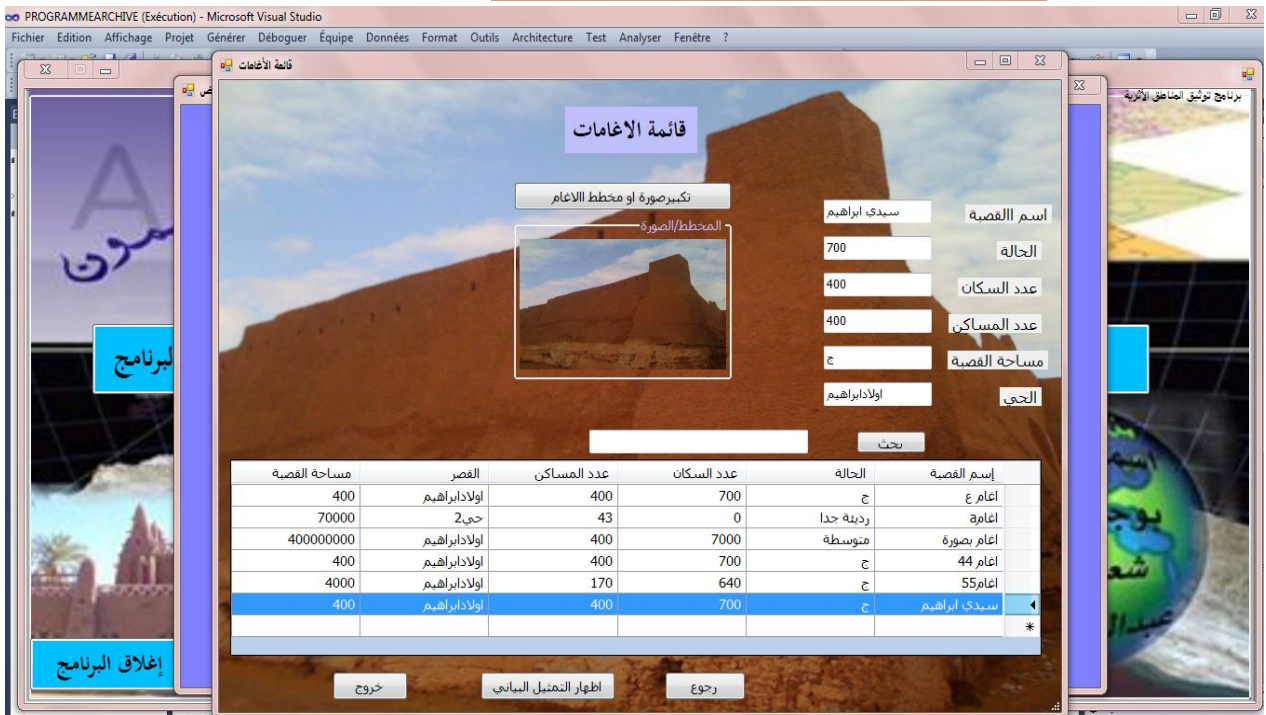 PROGRAMMEARCHIVE (Exécution) - Microsoft Visual Studio
Fichier Edition Affichage Projet Générer Déboguer Équipe Données Format Outils Architecture Test Analyser Fenêtre ?
قائمة الأغامات
برنامج توثيق المناطق الأثرية
قائمة الاغامات
تكبيرصورة او مخطط االاغام
المخطط/الصورة
اسم االقصبة سيدي ابراهيم
الحالة 700
عدد السكان 400
عدد المساكن 400
مساحة القصبة ج
الحي اولادابراهيم
بحث
إسم القصبة الحالة عدد السكان عدد المساكن القصر مساحة القصبة
اغام ع ج 700 400 اولادابراهيم 400
اغامa رديئة جدا 0 43 حي2 70000
اغام بصورة متوسطة 7000 400 اولادابراهيم 400000000
اغام 44 ج 700 400 اولادابراهيم 400
اغام55 ج 640 170 اولادابراهيم 4000
سيدي ابراهيم ج 700 400 اولادابراهيم 400
رجوع اظهار التمثيل البياني خروج
إغلاق البرنامج